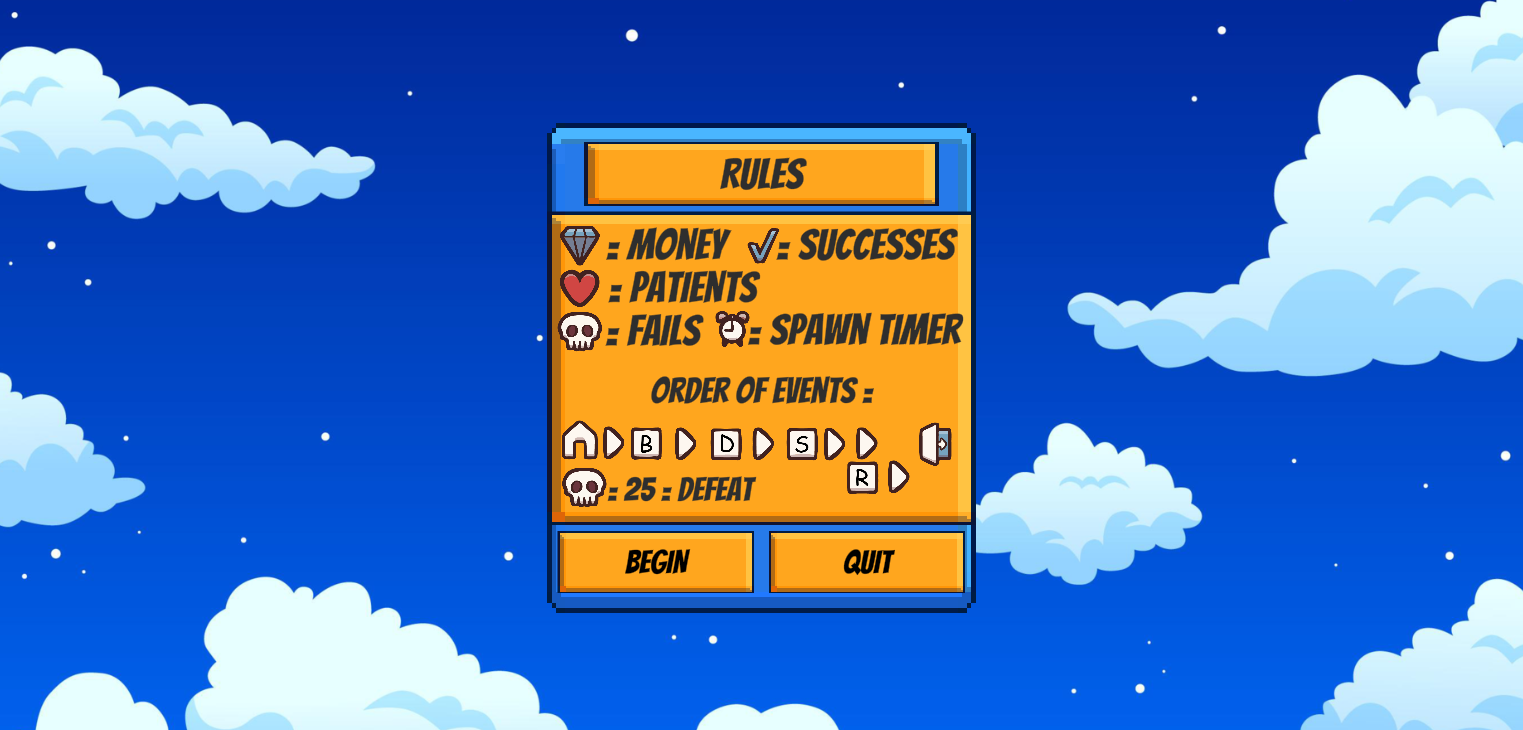 RULES
= MONEY = SUCCESSES
= PATIENTS
= FAILS = SPAWN TIMER
ORDER OF EVENTS =
B D S
R
= 25 = DEFEAT
BEGIN QUIT